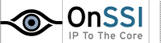 OnSSI
IP To The Core